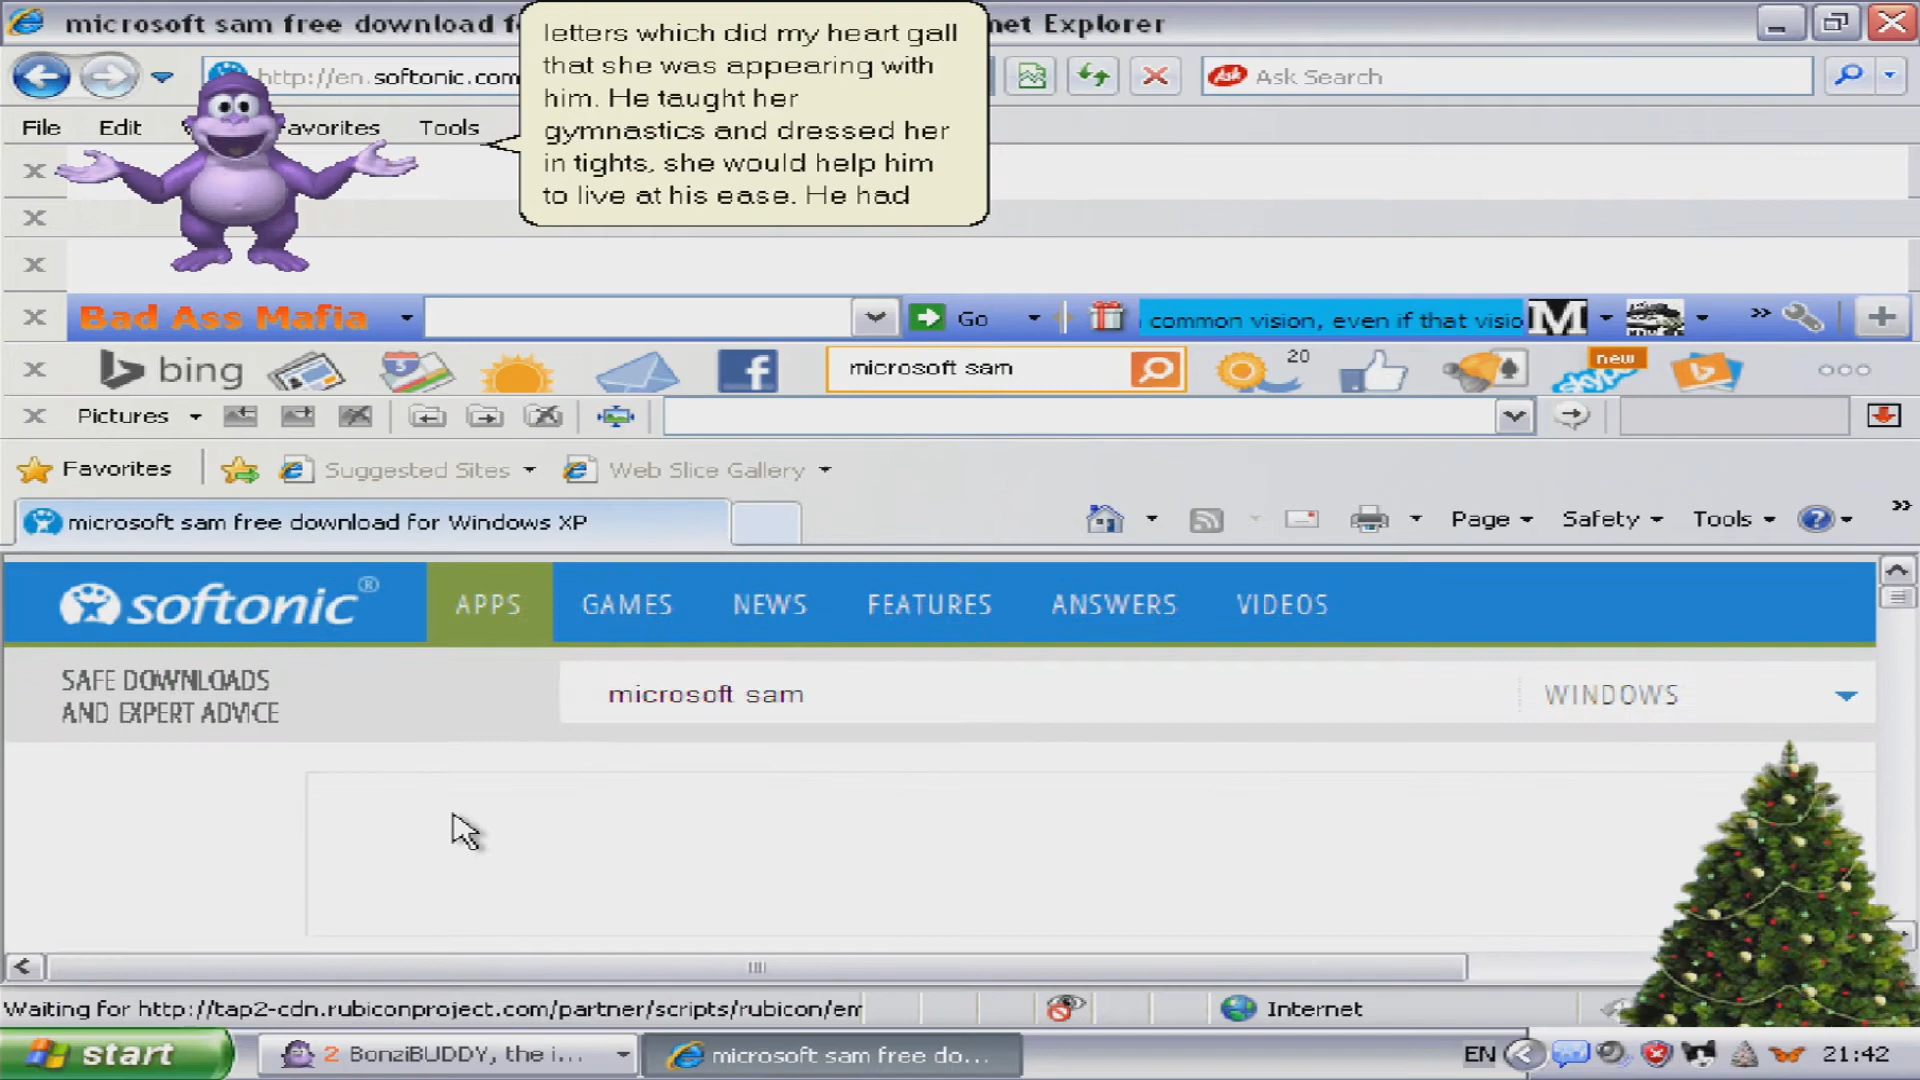 microsoft sam free download f
net Explorer
letters which did my heart gall
that she was appearing with
him. He taught her
gymnastics and dressed her
in tights, she would help him
to live at his ease. He had
http://en.softonic.com
Ask
Ask Search
File
Edit
avorites
Tools
X
X
X
X
Bad Ass Mafia
Go
common vision, even if that visio
M
X
bing
microsoft sam
20
new
X
Pictures
Favorites
Suggested Sites
Web Slice Gallery
microsoft sam free download for Windows XP
Page
Safety
Tools
softonic®
APPS
GAMES
NEWS
FEATURES
ANSWERS
VIDEOS
SAFE DOWNLOADS
AND EXPERT ADVICE
microsoft sam
WINDOWS
Waiting for http://tap2-cdn.rubiconproject.com/partner/scripts/rubicon/em
Internet
start
2 BonziBUDDY, the i...
microsoft sam free do...
EN
21:42